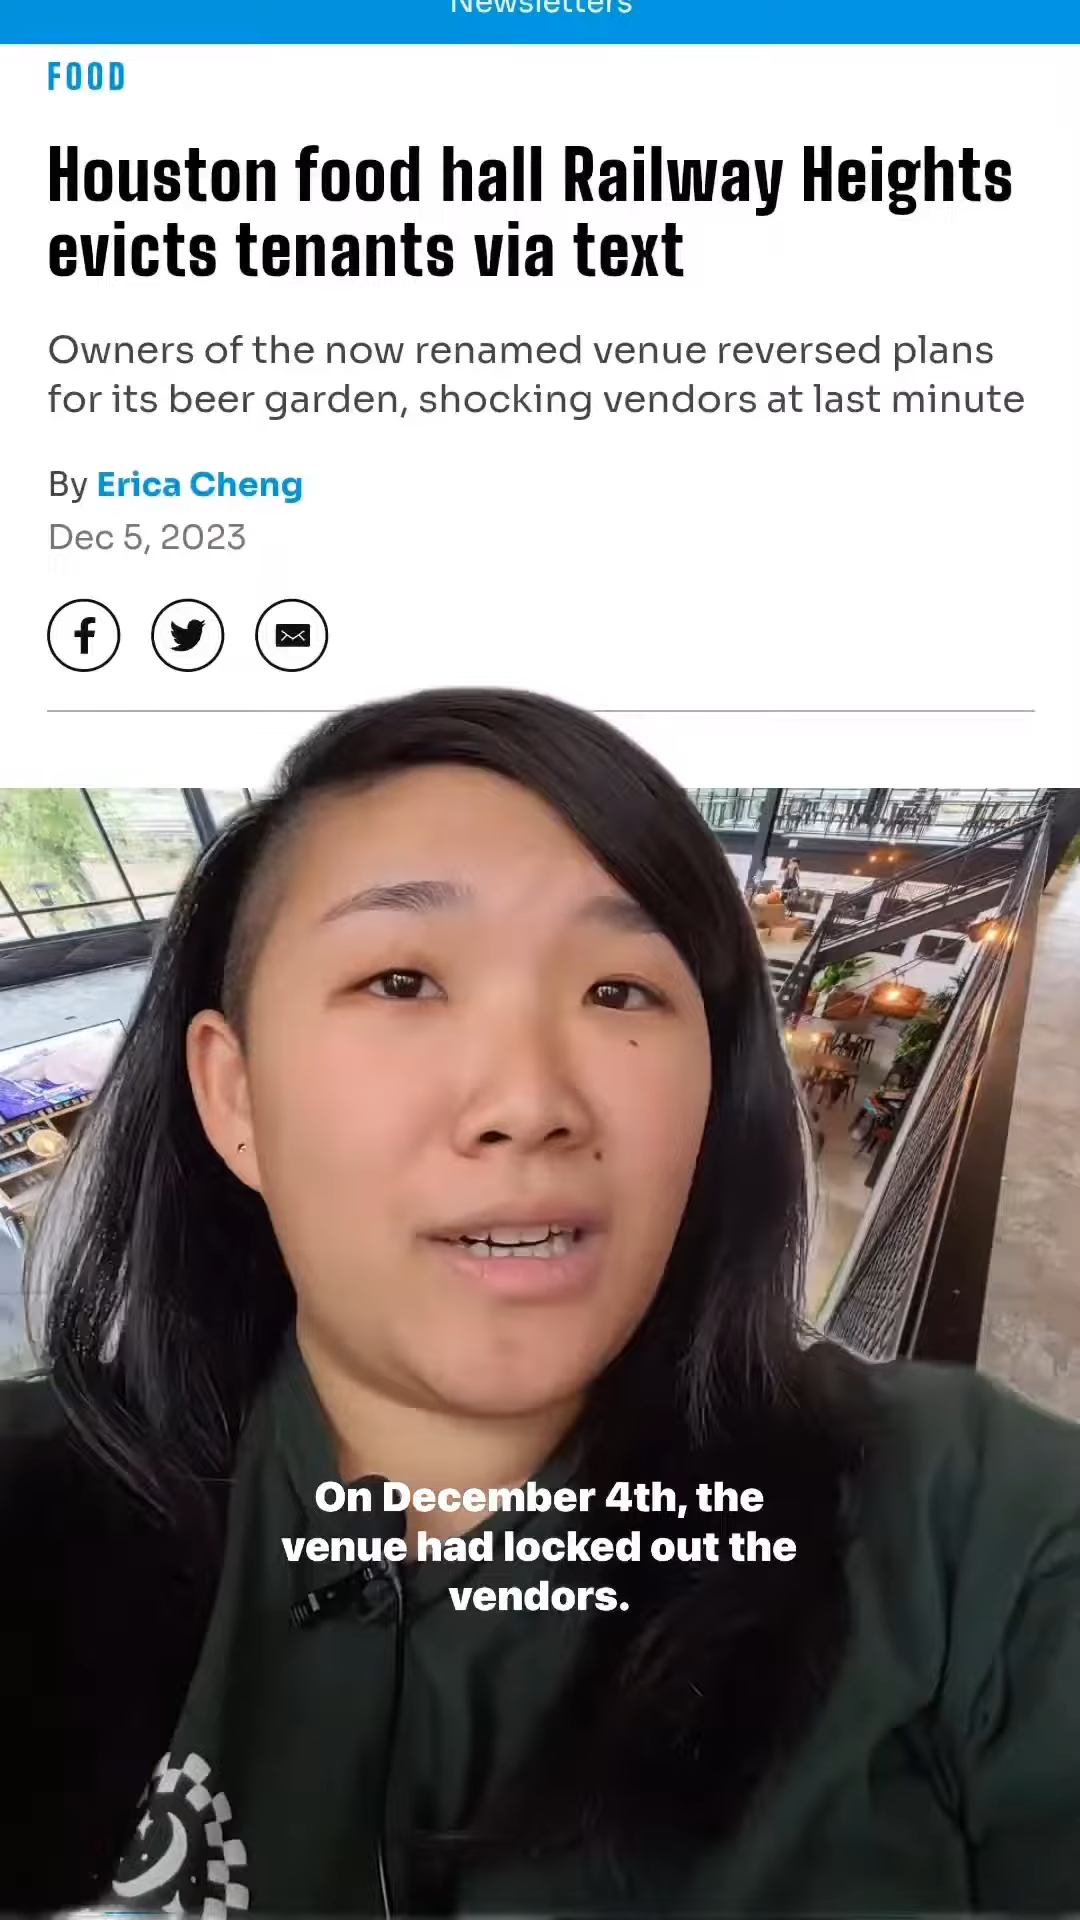 Newsletters
FOOD
Houston food hall Railway Heights
evicts tenants via text
Owners of the now renamed venue reversed plans
for its beer garden, shocking vendors at last minute
By Erica Cheng
Dec 5, 2023
On December 4th, the
venue had locked out the
vendors.